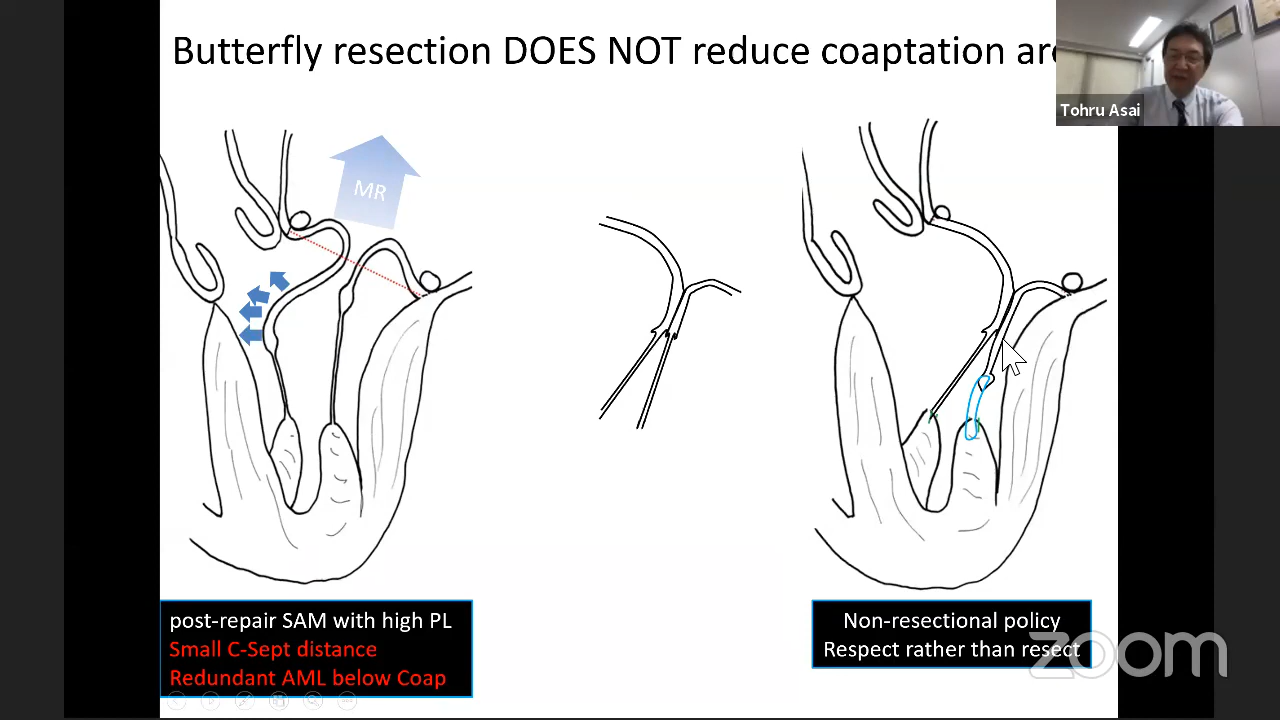 Butterfly resection DOES NOT reduce coaptation are
Tohru Asai
MR
post-repair SAM with high PL
Small C-Sept distance
Redundant AML below Coap
Non-resectional policy
Respect rather than resect
zoom